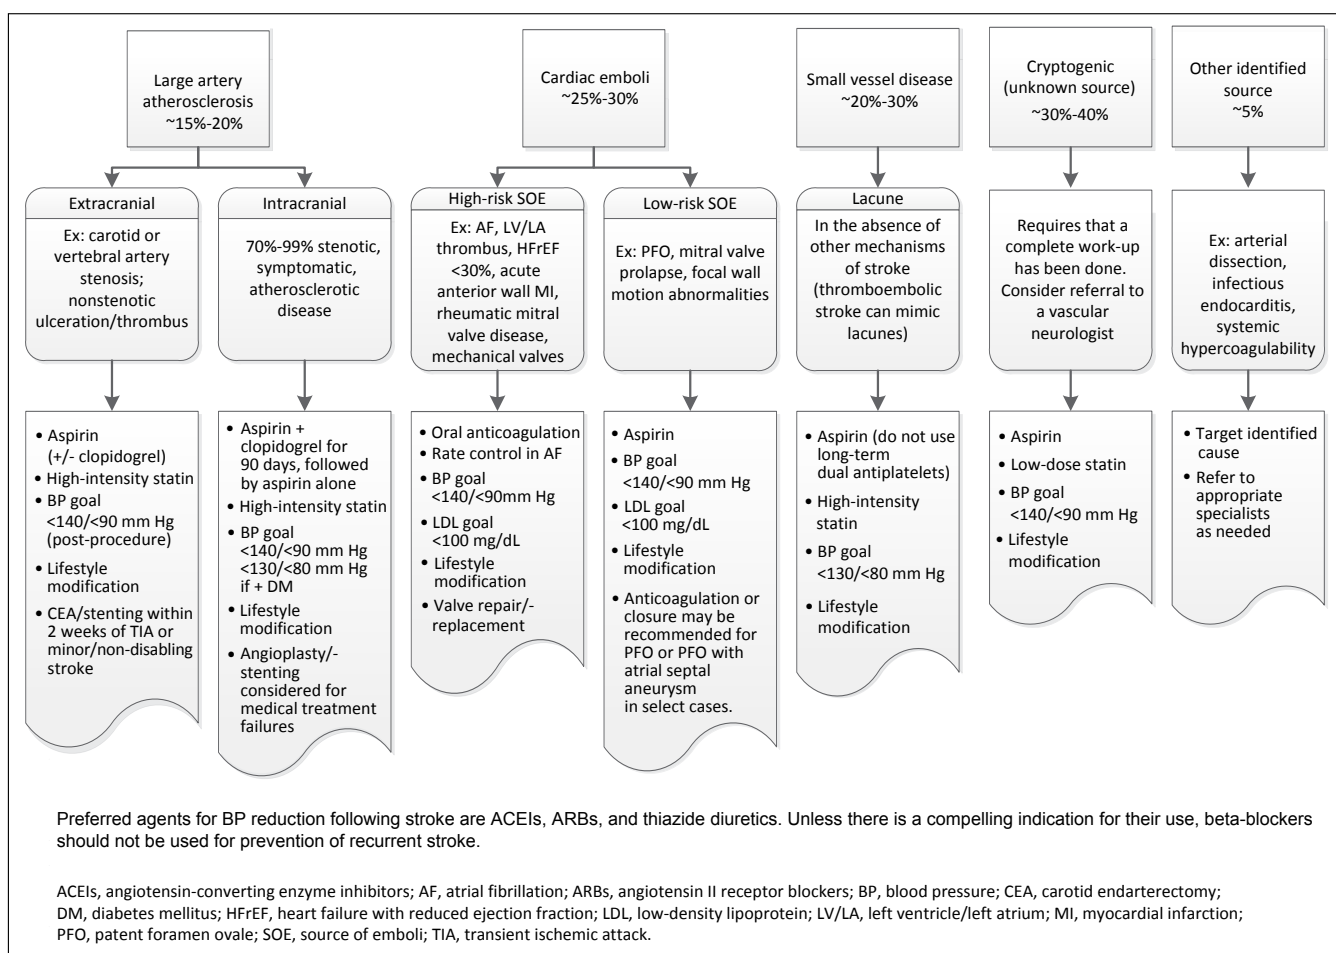 Large artery
atherosclerosis
~15%-20%
Cardiac emboli
~25%-30%
Small vessel disease
~20%-30%
Cryptogenic
(unknown source)
~30%-40%
Other identified
source
~5%
Extracranial
Ex: carotid or
vertebral artery
stenosis;
nonstenotic
ulceration/thrombus
Intracranial
70%-99% stenotic,
symptomatic,
atherosclerotic
disease
High-risk SOE
Ex: AF, LV/LA
thrombus, HFrEF
<30%, acute
anterior wall MI,
rheumatic mitral
valve disease,
mechanical valves
Low-risk SOE
Ex: PFO, mitral valve
prolapse, focal wall
motion abnormalities
Lacune
In the absence of
other mechanisms
of stroke
(thromboembolic
stroke can mimic
lacunes)
Requires that a
complete work-up
has been done.
Consider referral to
a vascular
neurologist
Ex: arterial
dissection,
infectious
endocarditis,
systemic
hypercoagulability
• Aspirin
(+/- clopidogrel)
• High-intensity statin
• BP goal
<140/<90 mm Hg
(post-procedure)
• Lifestyle
modification
• CEA/stenting within
2 weeks of TIA or
minor/non-disabling
stroke
• Aspirin +
clopidogrel for
90 days, followed
by aspirin alone
• High-intensity statin
• BP goal
<140/<90 mm Hg
<130/<80 mm Hg
if + DM
• Lifestyle
modification
• Angioplasty/-
stenting
considered for
medical treatment
failures
• Oral anticoagulation
• Rate control in AF
• BP goal
<140/<90mm Hg
• LDL goal
<100 mg/dL
• Lifestyle
modification
• Valve repair/-
replacement
• Aspirin
• BP goal
<140/<90 mm Hg
• LDL goal
<100 mg/dL
• Lifestyle
modification
• Anticoagulation or
closure may be
recommended for
PFO or PFO with
atrial septal
aneurysm
in select cases.
• Aspirin (do not use
long-term
dual antiplatelets)
• High-intensity
statin
• BP goal
<130/<80 mm Hg
• Lifestyle
modification
• Aspirin
• Low-dose statin
• BP goal
<140/<90 mm Hg
• Lifestyle
modification
• Target identified
cause
• Refer to
appropriate
specialists
as needed
Preferred agents for BP reduction following stroke are ACEIs, ARBs, and thiazide diuretics. Unless there is a compelling indication for their use, beta-blockers
should not be used for prevention of recurrent stroke.
ACEIs, angiotensin-converting enzyme inhibitors; AF, atrial fibrillation; ARBs, angiotensin II receptor blockers; BP, blood pressure; CEA, carotid endarterectomy;
DM, diabetes mellitus; HFrEF, heart failure with reduced ejection fraction; LDL, low-density lipoprotein; LV/LA, left ventricle/left atrium; MI, myocardial infarction;
PFO, patent foramen ovale; SOE, source of emboli; TIA, transient ischemic attack.